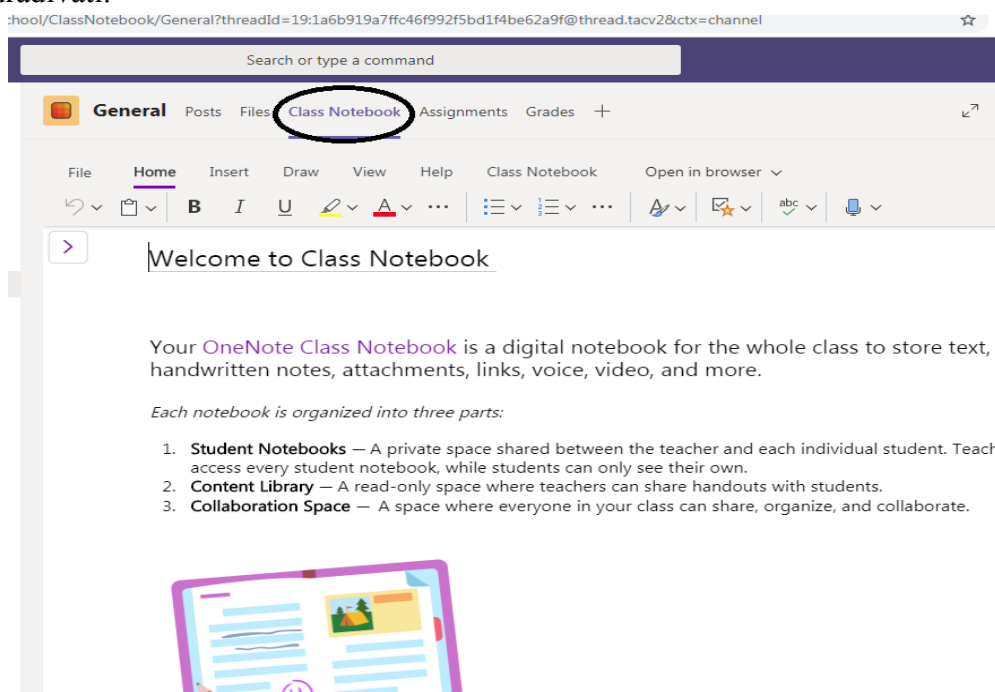 :hool/ClassNotebook/General?threadId=19:1a6b919a7ffc46f992f5bd1f4be62a9f@thread.tacv2&ctx=channel
Search or type a command
General Posts Files Class Notebook Assignments Grades +
File Home Insert Draw View Help Class Notebook Open in browser
B I U A abc
Welcome to Class Notebook
Your OneNote Class Notebook is a digital notebook for the whole class to store text,
handwritten notes, attachments, links, voice, video, and more.
Each notebook is organized into three parts:
1. Student Notebooks — A private space shared between the teacher and each individual student. Teach
access every student notebook, while students can only see their own.
2. Content Library — A read-only space where teachers can share handouts with students.
3. Collaboration Space — A space where everyone in your class can share, organize, and collaborate.